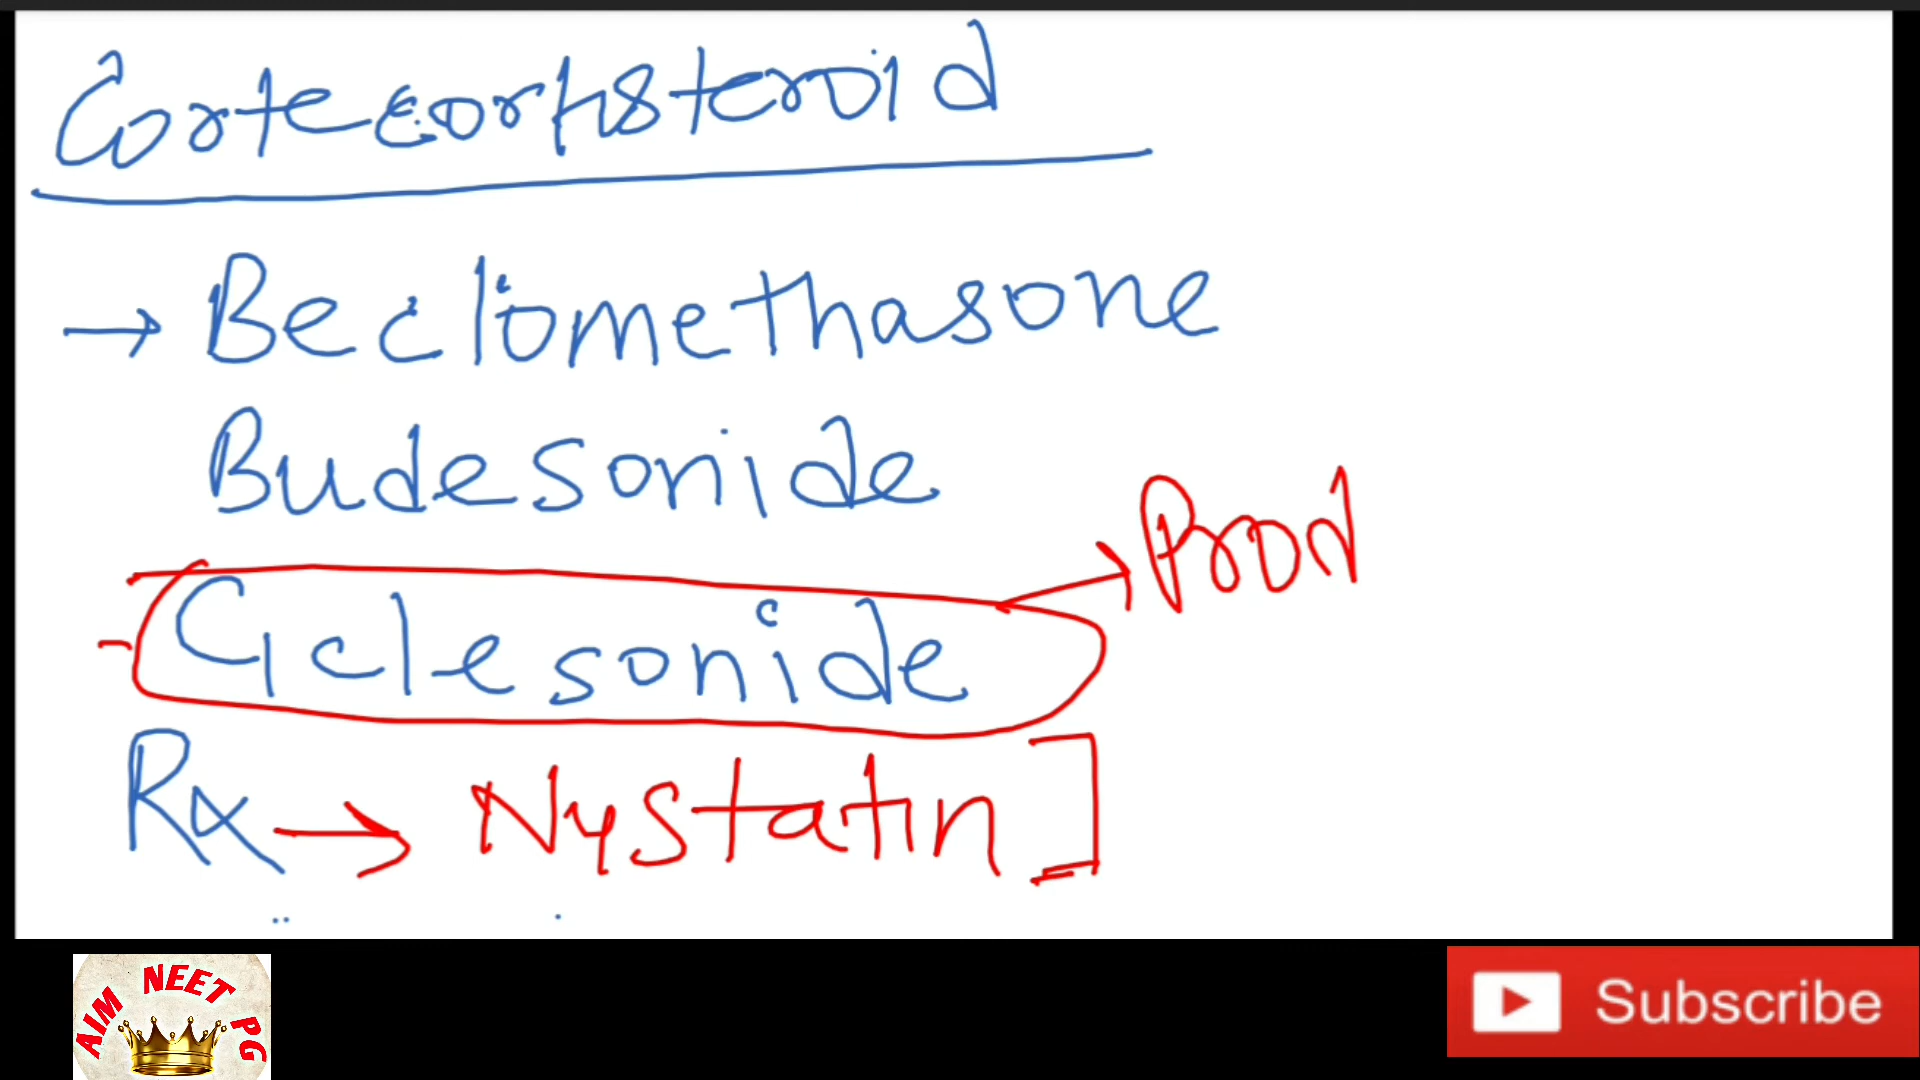 Cortecortisteroid
→ Beclomethasone
Budesonide
Ciclesonide → Prod
Rx → Nystatin ]
AIM NEET PG
Subscribe